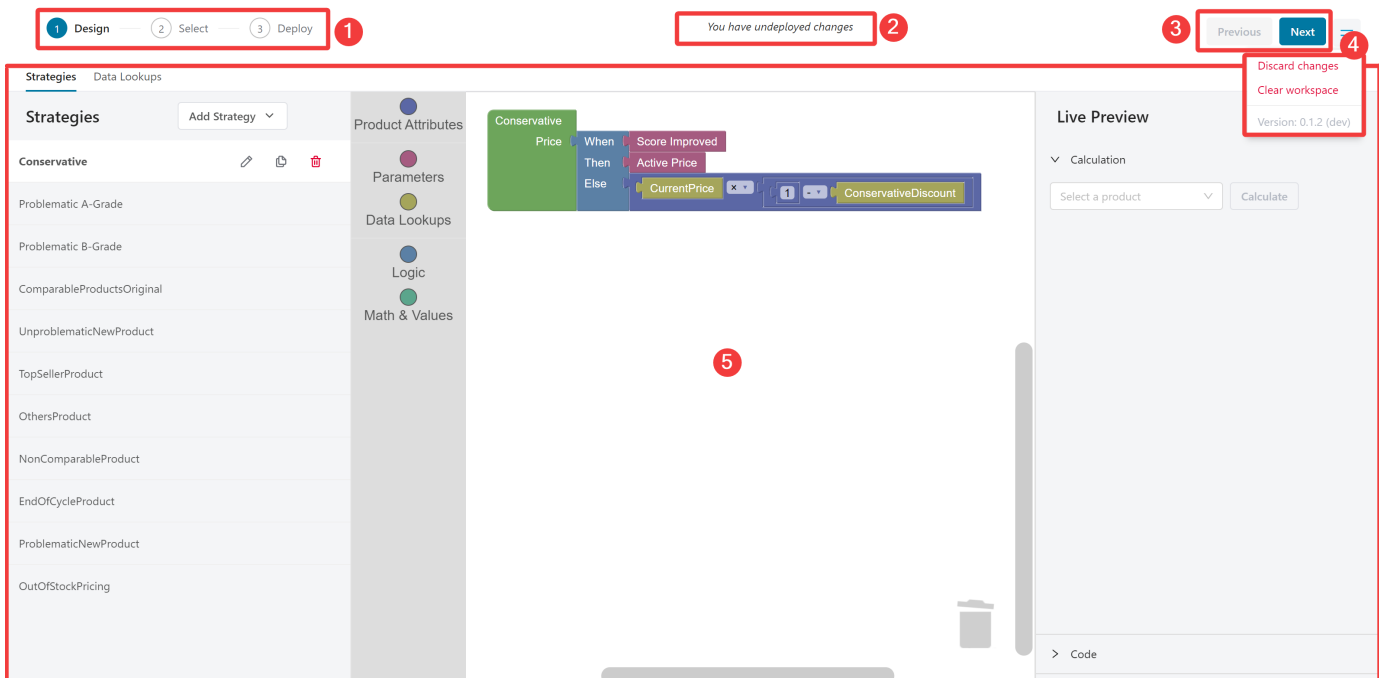 1 Design 2 Select 3 Deploy 1
You have undeployed changes 2
3 Previous Next
4
Discard changes
Clear workspace
Version: 0.1.2 (dev)
Strategies Data Lookups
Strategies Add Strategy
Conservative
Problematic A-Grade
Problematic B-Grade
ComparableProductsOriginal
UnproblematicNewProduct
TopSellerProduct
OthersProduct
NonComparableProduct
EndOfCycleProduct
ProblematicNewProduct
OutOfStockPricing
Product Attributes
Parameters
Data Lookups
Logic
Math & Values
Conservative
Price When Score Improved
Then Active Price
Else CurrentPrice × 1 - ConservativeDiscount
5
Live Preview
Calculation
Select a product Calculate
Code